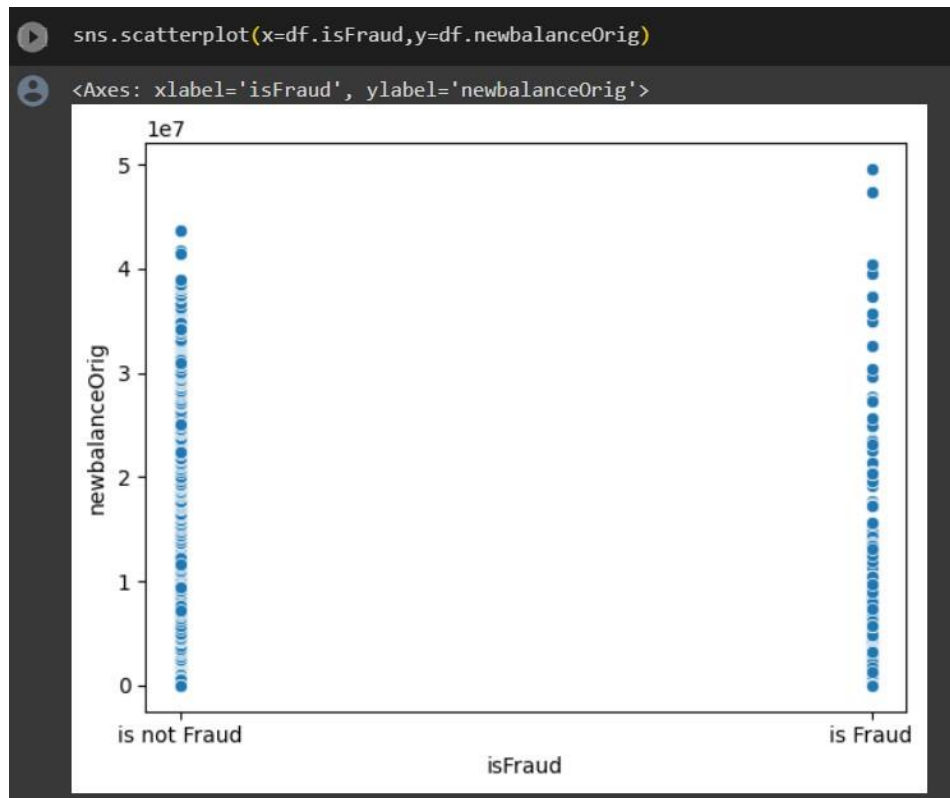 sns.scatterplot(x=df.isFraud,y=df.newbalanceOrig)
<Axes: xlabel='isFraud', ylabel='newbalanceOrig'>
1e7
5
4
3
2
1
0
newbalanceOrig
is not Fraud
is Fraud
isFraud